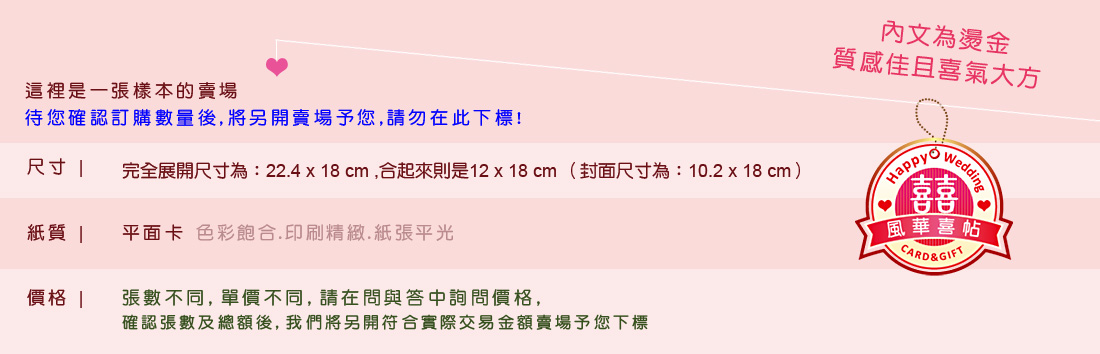 內文為燙金
質感佳且喜氣大方
這裡是一張樣本的賣場
待您確認訂購數量後,將另開賣場予您,請勿在此下標!
尺寸 | 完全展開尺寸為：22.4 x 18 cm ,合起來則是12 x 18 cm （封面尺寸為：10.2 x 18 cm）
Happy Wedding
囍
風華喜帖
CARD&GIFT
紙質 | 平面卡 色彩飽合.印刷精緻.紙張平光
價格 | 張數不同, 單價不同, 請在問與答中詢問價格,
確認張數及總額後, 我們將另開符合實際交易金額賣場予您下標